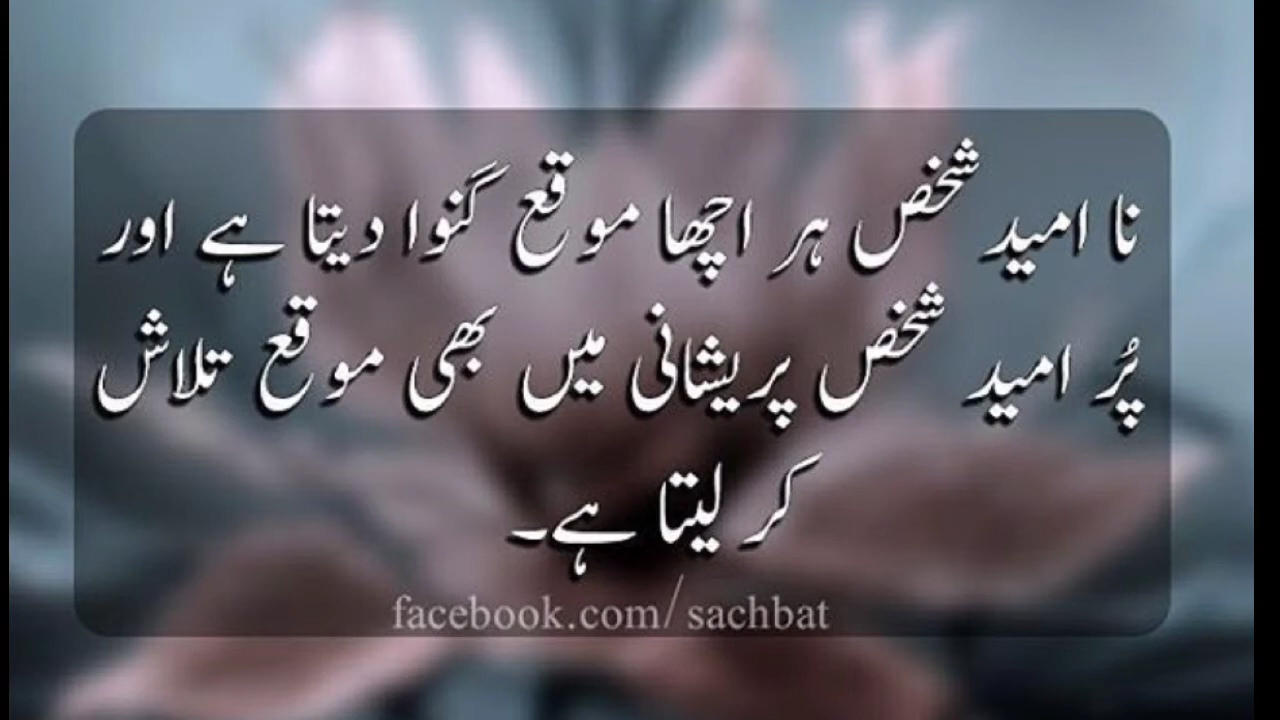 نا امید شخص ہر اچھا موقع گنوا دیتا ہے اور
پُر امید شخص پریشانی میں بھی موقع تلاش
کر لیتا ہے۔
facebook.com/sachbat